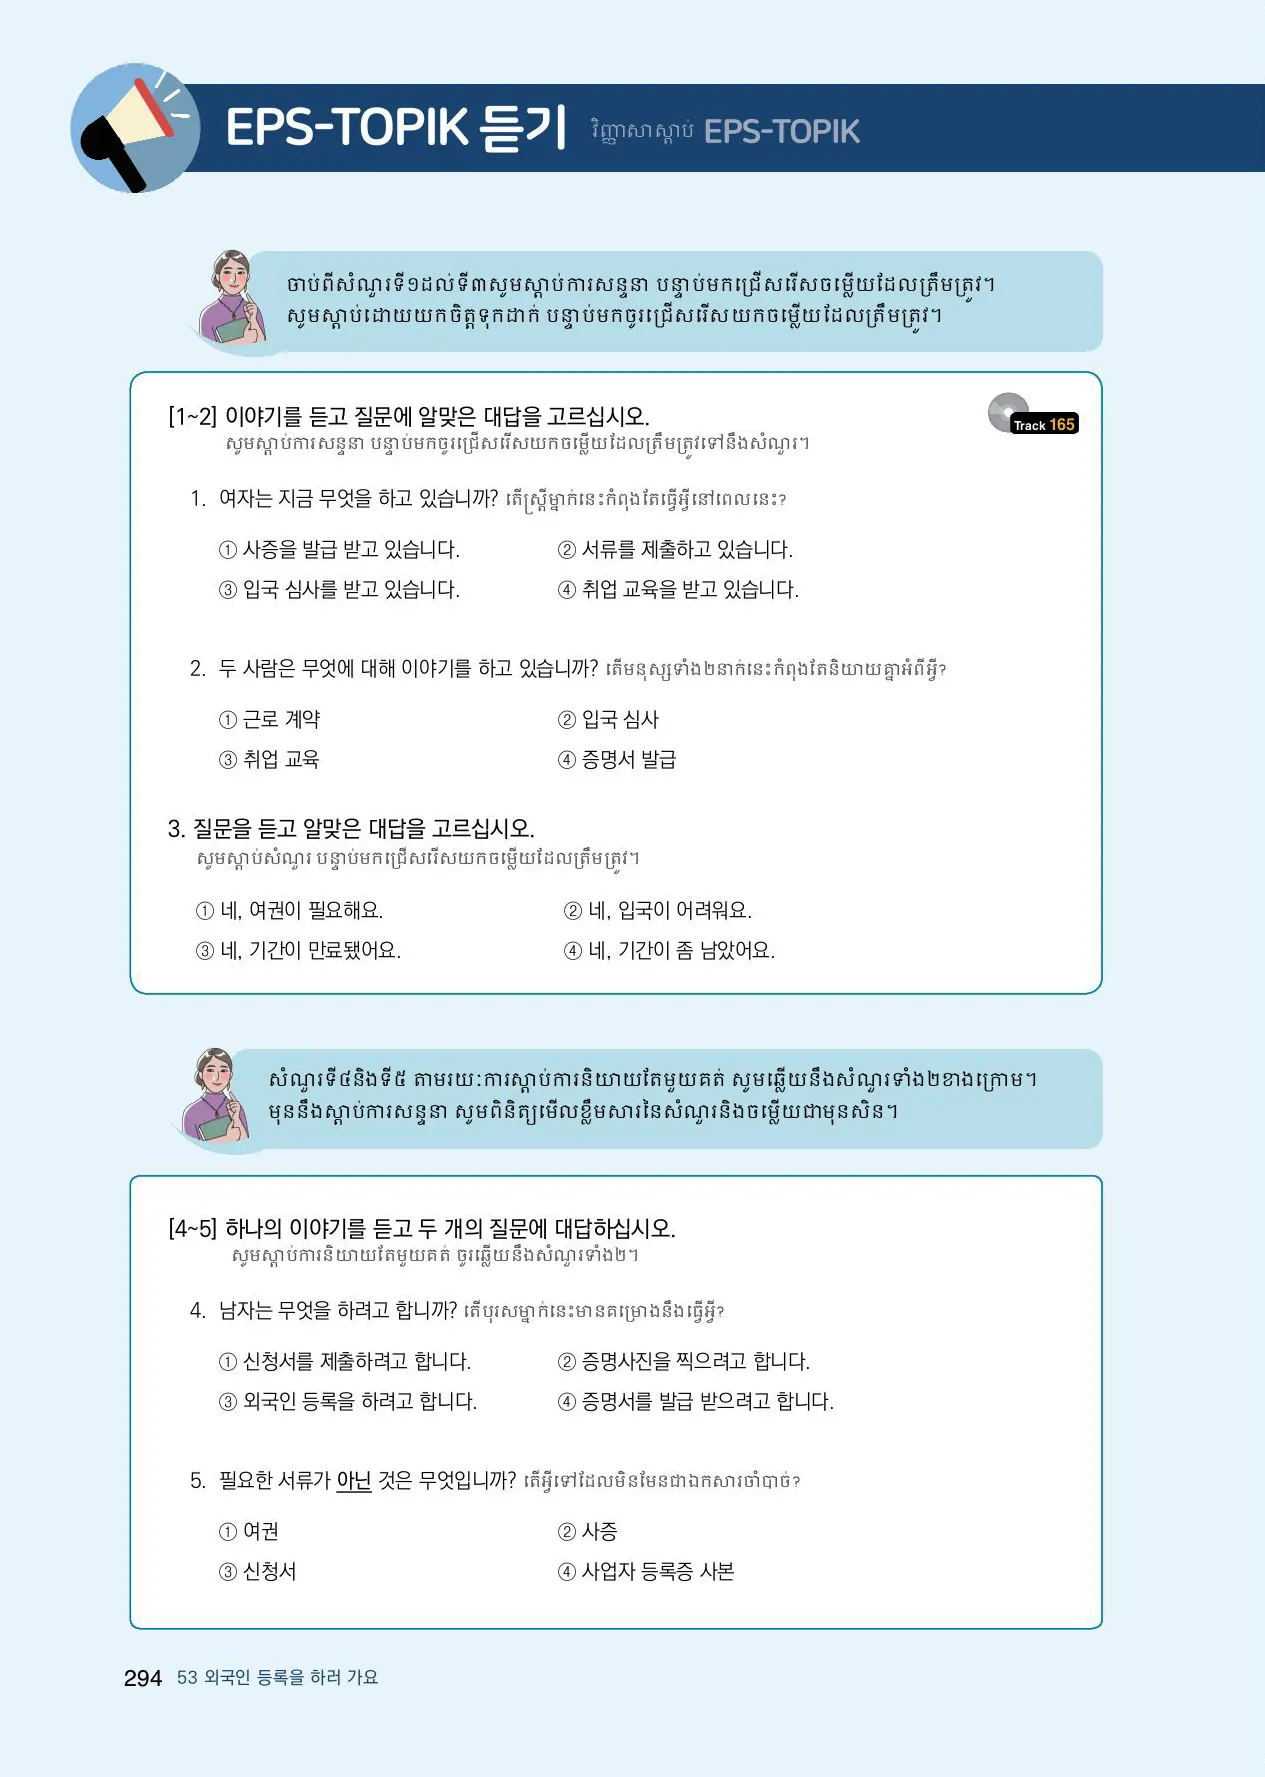 EPS-TOPIK 듣기 វិញ្ញាសាស្ដាប់ EPS-TOPIK
ចាប់ពីសំណួរទី១ដល់ទី៣សូមស្ដាប់ការសន្ទនា បន្ទាប់មកជ្រើសរើសចម្លើយដែលត្រឹមត្រូវ។
សូមស្ដាប់ដោយយកចិត្តទុកដាក់ បន្ទាប់មកចូរជ្រើសរើសយកចម្លើយដែលត្រឹមត្រូវ។
[1~2] 이야기를 듣고 질문에 알맞은 대답을 고르십시오.
Track 165
សូមស្ដាប់ការសន្ទនា បន្ទាប់មកចូរជ្រើសរើសយកចម្លើយដែលត្រឹមត្រូវទៅនឹងសំណួរ។
1. 여자는 지금 무엇을 하고 있습니까? តើស្ត្រីម្នាក់នេះកំពុងតែធ្វើអ្វីនៅពេលនេះ?
① 사증을 발급 받고 있습니다. ② 서류를 제출하고 있습니다.
③ 입국 심사를 받고 있습니다. ④ 취업 교육을 받고 있습니다.
2. 두 사람은 무엇에 대해 이야기를 하고 있습니까? តើមនុស្សទាំង២នាក់នេះកំពុងតែនិយាយគ្នាអំពីអ្វី?
① 근로 계약 ② 입국 심사
③ 취업 교육 ④ 증명서 발급
3. 질문을 듣고 알맞은 대답을 고르십시오.
សូមស្ដាប់សំណួរ បន្ទាប់មកជ្រើសរើសយកចម្លើយដែលត្រឹមត្រូវ។
① 네, 여권이 필요해요. ② 네, 입국이 어려워요.
③ 네, 기간이 만료됐어요. ④ 네, 기간이 좀 남았어요.
សំណួរទី៤និងទី៥ តាមរយៈការស្ដាប់ការនិយាយតែមួយគត់ សូមឆ្លើយនឹងសំណួរទាំង២ខាងក្រោម។
មុននឹងស្ដាប់ការសន្ទនា សូមពិនិត្យមើលខ្លឹមសារនៃសំណួរនិងចម្លើយជាមុនសិន។
[4~5] 하나의 이야기를 듣고 두 개의 질문에 대답하십시오.
សូមស្ដាប់ការនិយាយតែមួយគត់ ចូរឆ្លើយនឹងសំណួរទាំង២។
4. 남자는 무엇을 하려고 합니까? តើបុរសម្នាក់នេះមានគម្រោងនឹងធ្វើអ្វី?
① 신청서를 제출하려고 합니다. ② 증명사진을 찍으려고 합니다.
③ 외국인 등록을 하려고 합니다. ④ 증명서를 발급 받으려고 합니다.
5. 필요한 서류가 아닌 것은 무엇입니까? តើអ្វីទៅដែលមិនមែនជាឯកសារចាំបាច់?
① 여권 ② 사증
③ 신청서 ④ 사업자 등록증 사본
294 53 외국인 등록을 하러 가요